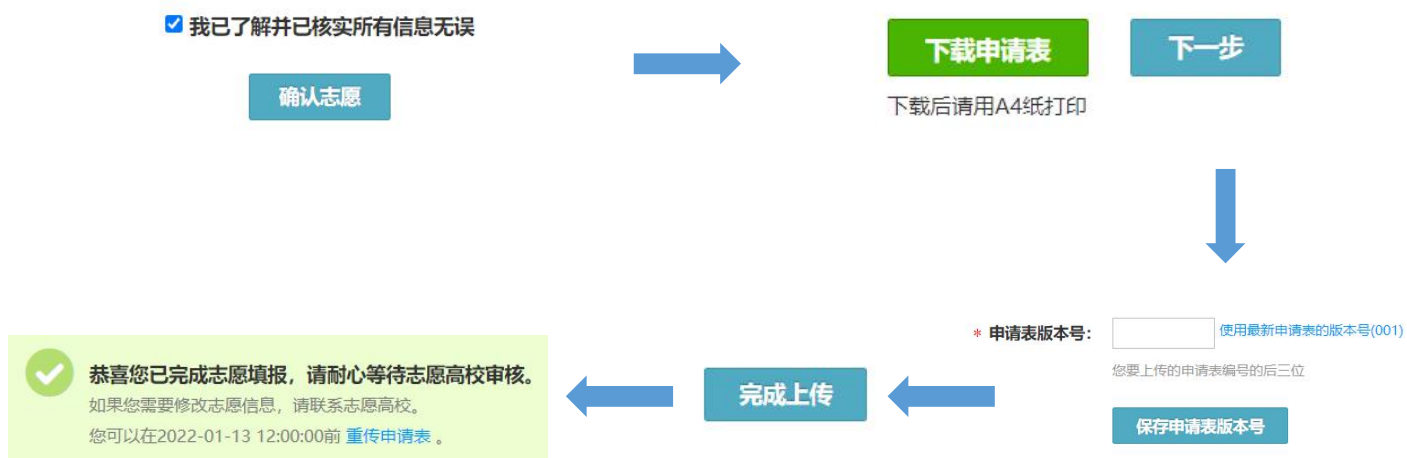 我已了解并已核实所有信息无误
确认志愿
下载申请表
下一步
下载后请用A4纸打印
* 申请表版本号：
使用最新申请表的版本号(001)
您要上传的申请表编号的后三位
保存申请表版本号
完成上传
恭喜您已完成志愿填报，请耐心等待志愿高校审核。
如果您需要修改志愿信息，请联系志愿高校。
您可以在2022-01-13 12:00:00前 重传申请表 。